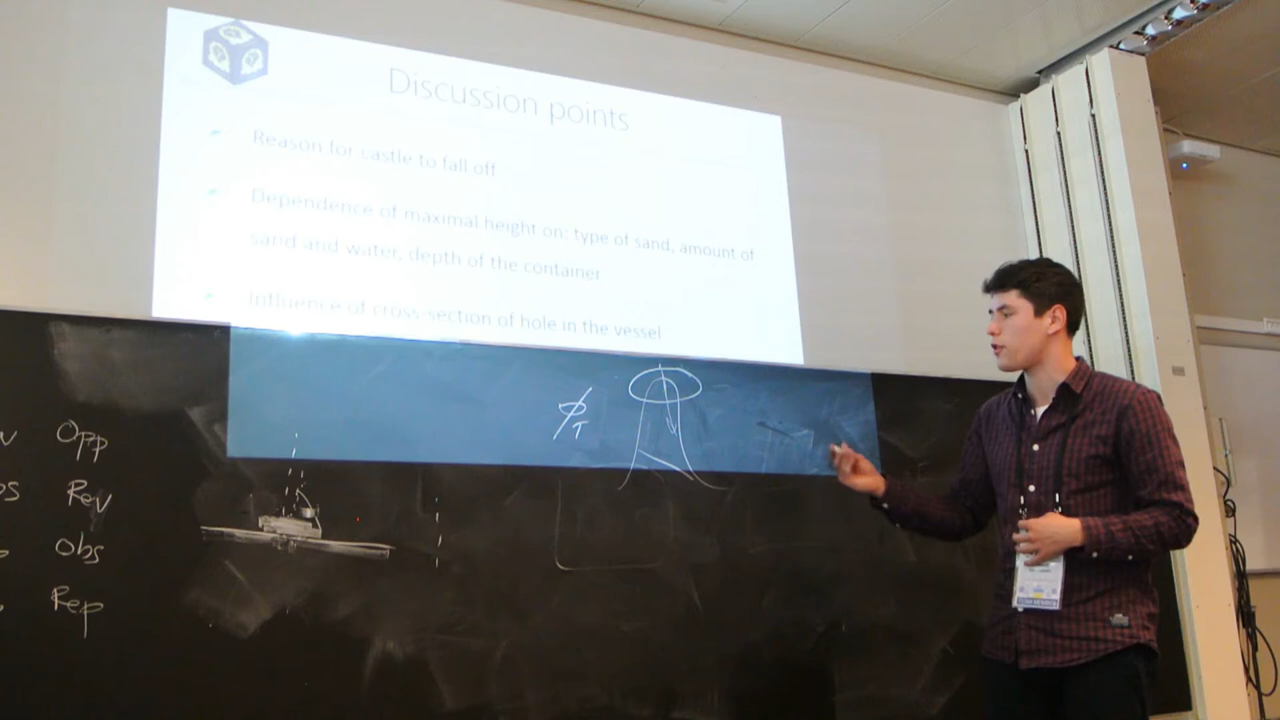 Discussion points
Reason for castle to fall off
Dependence of maximal height on: type of sand, amount of
sand and water, depth of the container
Influence of cross-section of hole in the vessel
ϕ T
Opp
Rev
Obs
Rep